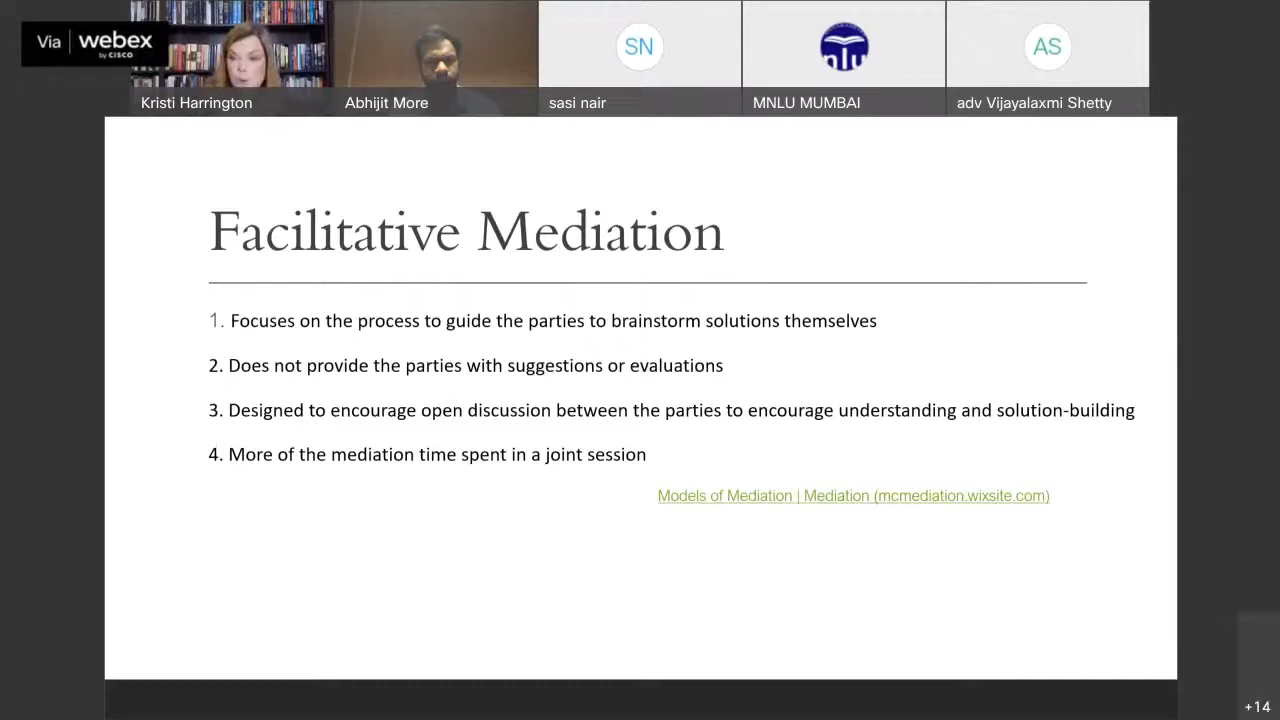 Via webex
by CISCO
Kristi Harrington
Abhijit More
SN
sasi nair
nlu
MNLU MUMBAI
AS
adv Vijayalaxmi Shetty
Facilitative Mediation
1. Focuses on the process to guide the parties to brainstorm solutions themselves
2. Does not provide the parties with suggestions or evaluations
3. Designed to encourage open discussion between the parties to encourage understanding and solution-building
4. More of the mediation time spent in a joint session
Models of Mediation | Mediation (mcmediation.wixsite.com)
+14